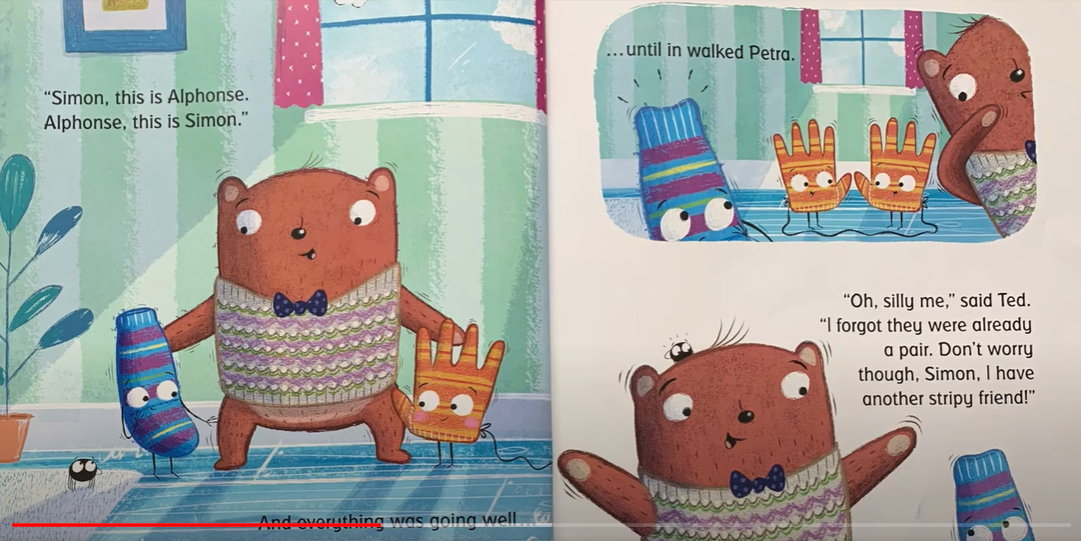 “Simon, this is Alphonse.
Alphonse, this is Simon.”
And everything was going well...
...until in walked Petra.
“Oh, silly me,” said Ted.
“I forgot they were already
a pair. Don’t worry
though, Simon, I have
another stripy friend!”